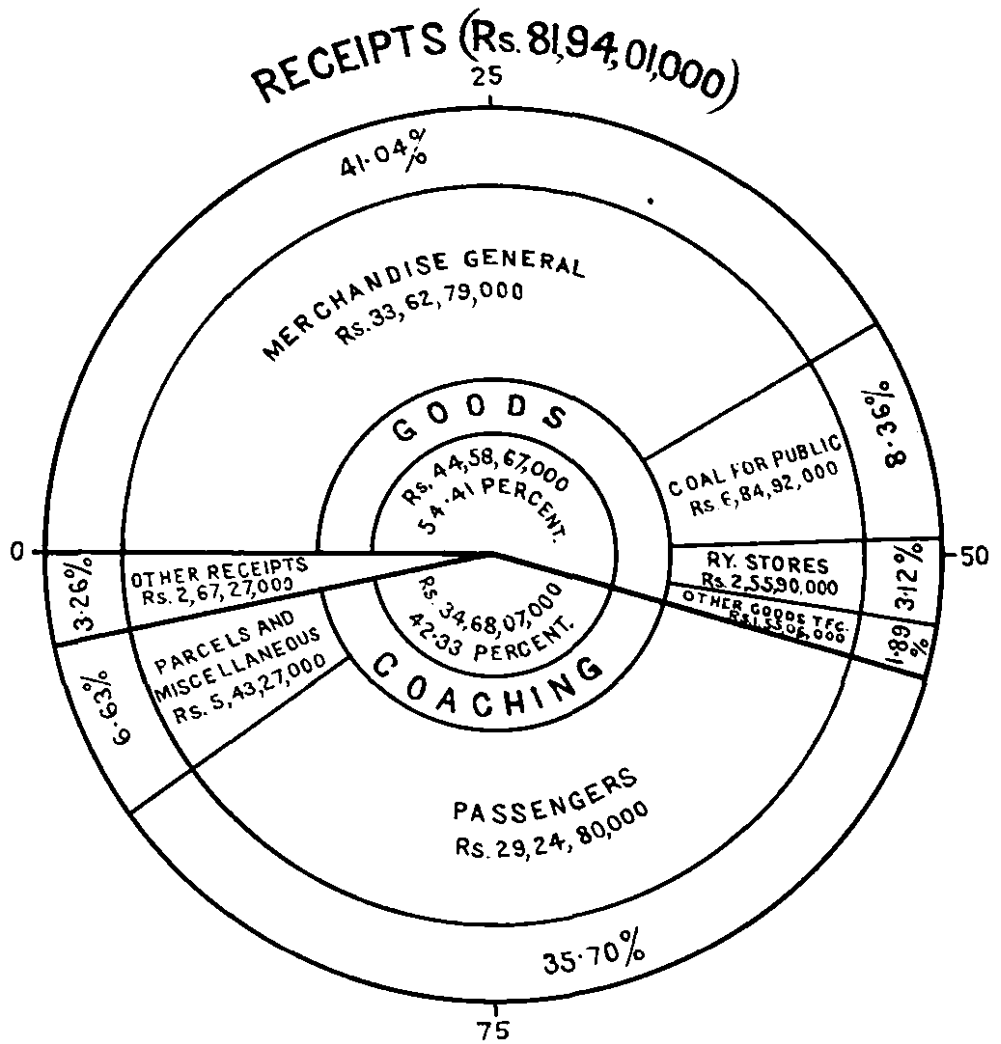 RECEIPTS (Rs. 81,94,01,000)
25
41·04%
MERCHANDISE GENERAL
Rs. 33,62,79,000
GOODS
Rs. 44,58,67,000
54·41 PERCENT.
8·36%
COAL FOR PUBLIC
Rs 6,84,92,000
0
50
RY. STORES
Rs. 2,55,90,000
3·12%
OTHER GOODS TFC.
1·89
%
OTHER RECEIPTS
Rs. 2,67,27,000
3·26%
PARCELS AND
MISCELLANEOUS
Rs. 5,43,27,000
6·63%
Rs. 34,68,07,000
42·33 PERCENT.
COACHING
PASSENGERS
Rs. 29,24,80,000
35·70%
75